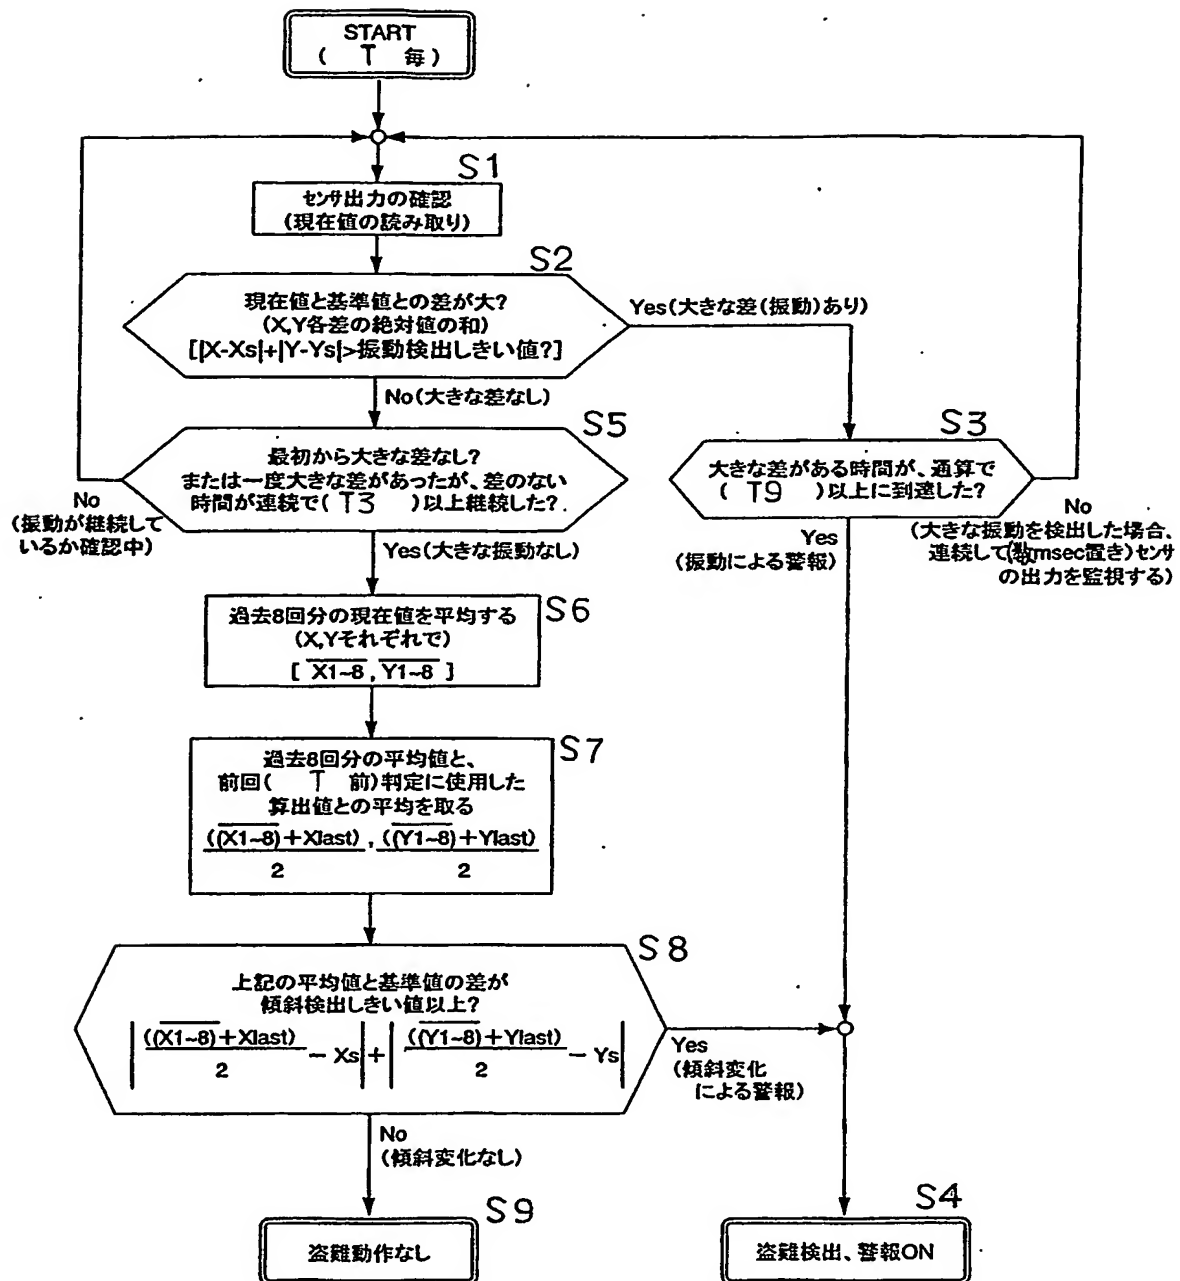 START
( T 毎)
S1
センサ出力の確認
(現在値の読み取り)
S2
現在値と基準値との差が大?
(X,Y各差の絶対値の和)
[|X-Xs|+|Y-Ys|>振動検出しきい値?]
Yes(大きな差(振動)あり)
No(大きな差なし)
S5
最初から大きな差なし?
または一度大きな差があったが、差のない
時間が連続で( T3 )以上継続した?
No
(振動が継続して
いるか確認中)
Yes(大きな振動なし)
S3
大きな差がある時間が、通算で
( T9 )以上に到達した?
No
(大きな振動を検出した場合、
連続して(数msec置き)センサ
の出力を監視する)
Yes
(振動による警報)
S6
過去8回分の現在値を平均する
(X,Yそれぞれで)
[ X1~8 , Y1~8 ]
S7
過去8回分の平均値と、
前回( T 前)判定に使用した
算出値との平均を取る
((X1~8)+Xlast) , ((Y1~8)+Ylast)
2 2
S8
上記の平均値と基準値の差が
傾斜検出しきい値以上?
|((X1~8)+Xlast)/2 - Xs|+|((Y1~8)+Ylast)/2 - Ys|
Yes
(傾斜変化
による警報)
No
(傾斜変化なし)
S9
盗難動作なし
S4
盗難検出、警報ON